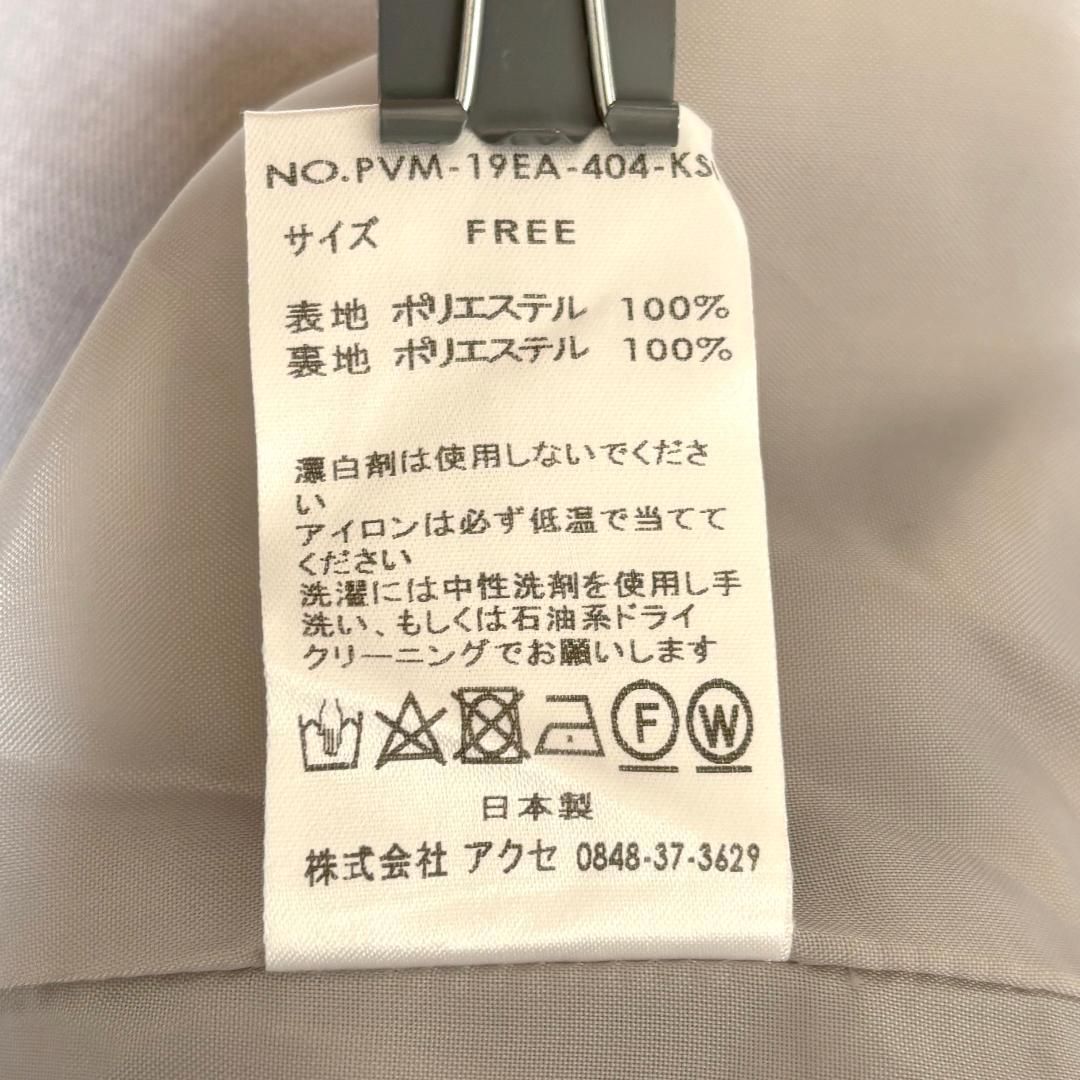 NO.PVM-19EA-404-KS
サイズ FREE
表地 ポリエステル 100%
裏地 ポリエステル 100%
漂白剤は使用しないでくださ
い
アイロンは必ず低温で当てて
ください
洗濯には中性洗剤を使用し手
洗い、もしくは石油系ドライ
クリーニングでお願いします
F W
日本製
株式会社 アクセ 0848-37-3629